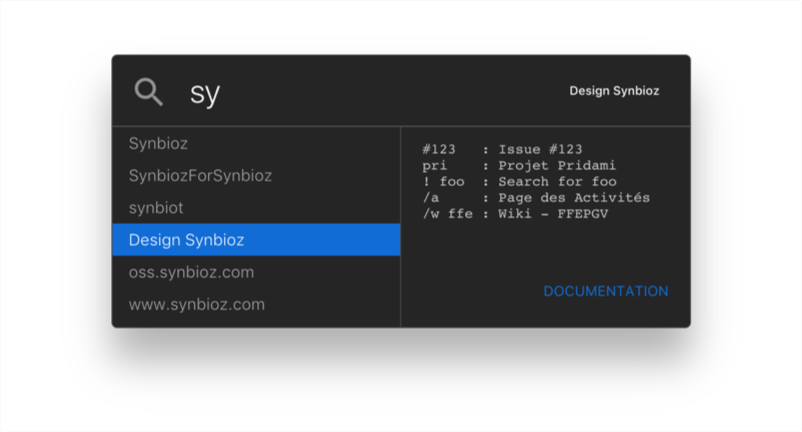 sy
Design Synbioz
Synbioz
SynbiozForSynbioz
synbiot
Design Synbioz
oss.synbioz.com
www.synbioz.com
#123   : Issue #123
pri    : Projet Pridami
! foo  : Search for foo
/a     : Page des Activités
/w ffe : Wiki - FFEPGV
DOCUMENTATION